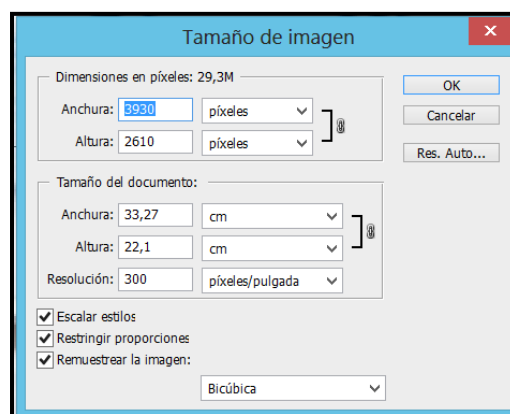 Tamaño de imagen
Dimensiones en píxeles: 29,3M
Anchura: 3930 píxeles
Altura: 2610 píxeles
OK
Cancelar
Res. Auto...
Tamaño del documento:
Anchura: 33,27 cm
Altura: 22,1 cm
Resolución: 300 píxeles/pulgada
Escalar estilos
Restringir proporciones
Remuestrear la imagen:
Bicúbica